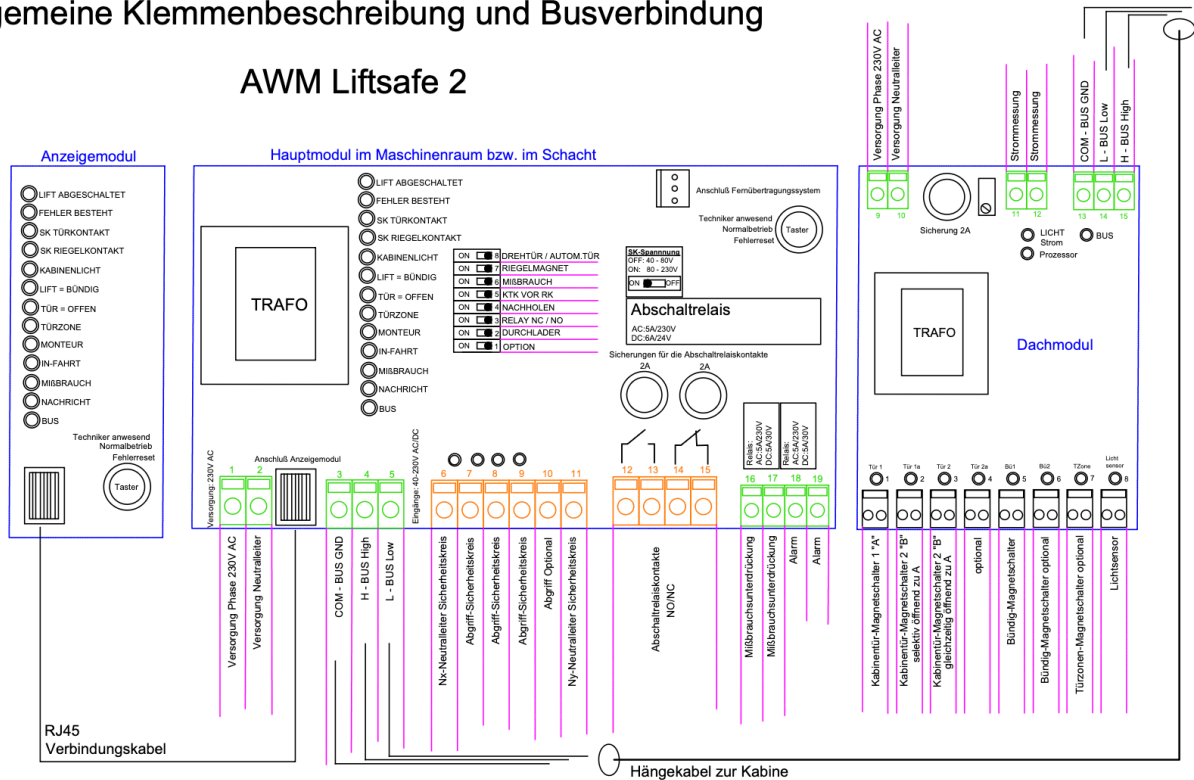 gemeine Klemmenbeschreibung und Busverbindung
AWM Liftsafe 2
Anzeigemodul
LIFT ABGESCHALTET
FEHLER BESTEHT
SK TÜRKONTAKT
SK RIEGELKONTAKT
KABINENLICHT
LIFT = BÜNDIG
TÜR = OFFEN
TÜRZONE
MONTEUR
IN-FAHRT
MIßBRAUCH
NACHRICHT
BUS
Techniker anwesend
Normalbetrieb
Fehlerreset
Taster
RJ45
Verbindungskabel
Hauptmodul im Maschinenraum bzw. im Schacht
TRAFO
LIFT ABGESCHALTET
FEHLER BESTEHT
SK TÜRKONTAKT
SK RIEGELKONTAKT
KABINENLICHT
LIFT = BÜNDIG
TÜR = OFFEN
TÜRZONE
MONTEUR
IN-FAHRT
MIßBRAUCH
NACHRICHT
BUS
ON 8 DREHTÜR / AUTOM.TÜR
ON 7 RIEGELMAGNET
ON 6 MIßBRAUCH
ON 5 KTK VOR RK
ON 4 NACHHOLEN
ON 3 RELAY NC / NO
ON 2 DURCHLADER
ON 1 OPTION
Anschluß Fernübertragungssystem
Techniker anwesend
Normalbetrieb
Fehlerreset
Taster
SK-Spannnung
OFF: 40 - 80V
ON: 80 - 230V
ON OFF
Abschaltrelais
AC:5A/230V
DC:6A/24V
Sicherungen für die Abschaltrelaiskontakte
2A 2A
Relais:
AC:5A/230V
DC:5A/30V
Relais:
AC:5A/230V
DC:5A/30V
Versorgung: 230V AC
Anschluß Anzeigemodul
Eingänge: 40-230V AC/DC
1 2 3 4 5 6 7 8 9 10 11 12 13 14 15 16 17 18 19
Versorgung Phase 230V AC
Versorgung Neutralleiter
COM - BUS GND
H - BUS High
L - BUS Low
Nx-Neutralleiter Sicherheitskreis
Abgriff-Sicherheitskreis
Abgriff-Sicherheitskreis
Abgriff-Sicherheitskreis
Abgriff Optional
Ny-Neutralleiter Sicherheitskreis
Abschaltrelaiskontakte
NO/NC
Mißbrauchsunterdrückung
Mißbrauchsunterdrückung
Alarm
Alarm
Hängekabel zur Kabine
Versorgung Phase 230V AC
Versorgung Neutralleiter
Strommessung
Strommessung
COM - BUS GND
L - BUS Low
H - BUS High
9 10 11 12 13 14 15
Sicherung 2A
LICHT
Strom
BUS
Prozessor
TRAFO
Dachmodul
Tür 1 Tür 1a Tür 2 Tür 2a Bü1 Bü2 TZone Licht
sensor
1 2 3 4 5 6 7 8
Kabinentür-Magnetschalter 1 "A"
Kabinentür-Magnetschalter 2 "B"
selektiv öffnend zu A
Kabinentür-Magnetschalter 2 "B"
gleichzeitig öffnend zu A
optional
Bündig-Magnetschalter
Bündig-Magnetschalter optional
Türzonen-Magnetschalter optional
Lichtsensor